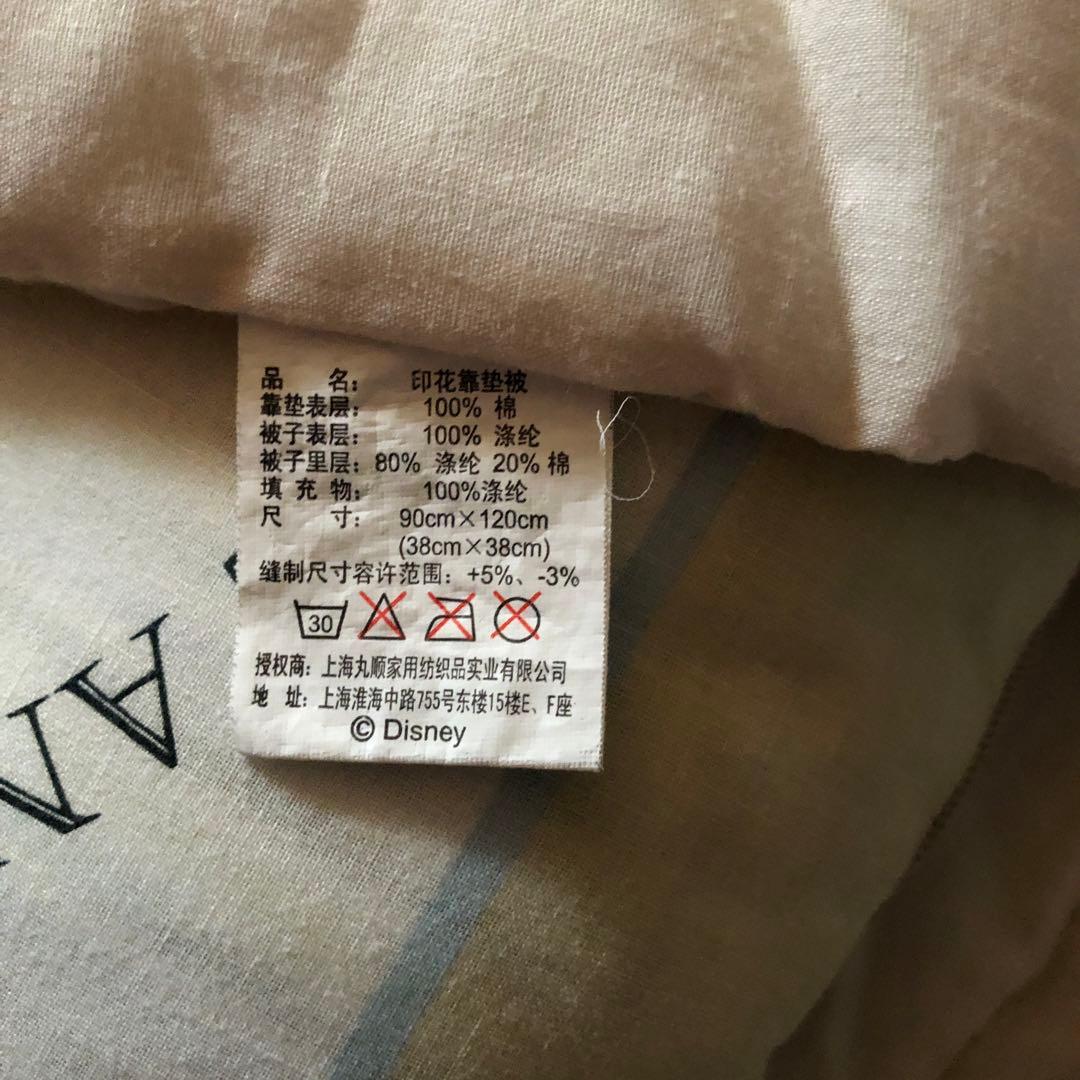 品 名： 印花靠垫被
靠垫表层： 100% 棉
被子表层： 100% 涤纶
被子里层：80% 涤纶 20% 棉
填 充 物： 100%涤纶
尺 寸： 90cm×120cm
(38cm×38cm)
缝制尺寸容许范围：+5%、-3%
30
授权商：上海丸顺家用纺织品实业有限公司
地 址：上海淮海中路755号东楼15楼E、F座
© Disney